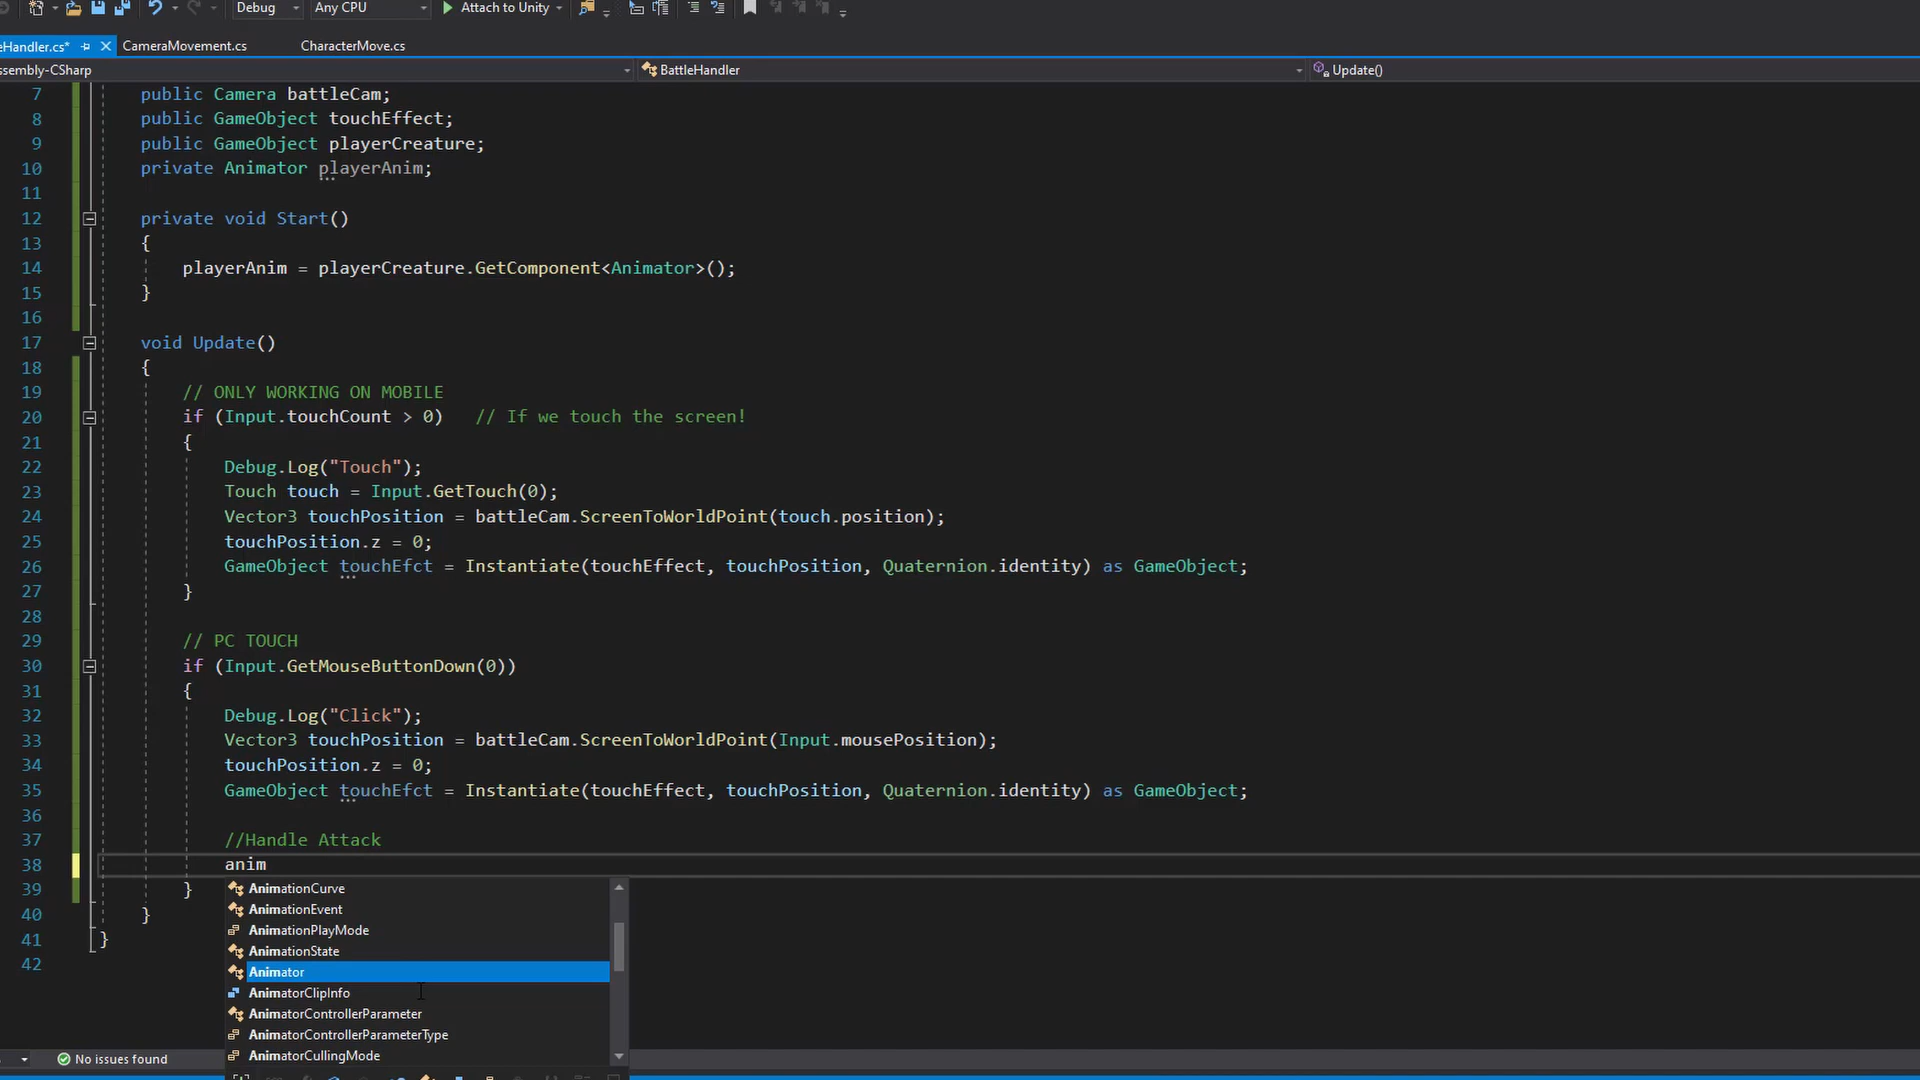 Debug Any CPU Attach to Unity
eHandler.cs* CameraMovement.cs CharacterMove.cs
ssembly-CSharp BattleHandler Update()
7 public Camera battleCam;
8 public GameObject touchEffect;
9 public GameObject playerCreature;
10 private Animator playerAnim;
11
12 private void Start()
13 {
14 playerAnim = playerCreature.GetComponent<Animator>();
15 }
16
17 void Update()
18 {
19 // ONLY WORKING ON MOBILE
20 if (Input.touchCount > 0) // If we touch the screen!
21 {
22 Debug.Log("Touch");
23 Touch touch = Input.GetTouch(0);
24 Vector3 touchPosition = battleCam.ScreenToWorldPoint(touch.position);
25 touchPosition.z = 0;
26 GameObject touchEfct = Instantiate(touchEffect, touchPosition, Quaternion.identity) as GameObject;
27 }
28
29 // PC TOUCH
30 if (Input.GetMouseButtonDown(0))
31 {
32 Debug.Log("Click");
33 Vector3 touchPosition = battleCam.ScreenToWorldPoint(Input.mousePosition);
34 touchPosition.z = 0;
35 GameObject touchEfct = Instantiate(touchEffect, touchPosition, Quaternion.identity) as GameObject;
36
37 //Handle Attack
38 anim
39 }
40 }
41 }
42
AnimationCurve
AnimationEvent
AnimationPlayMode
AnimationState
Animator
AnimatorClipInfo
AnimatorControllerParameter
AnimatorControllerParameterType
AnimatorCullingMode
No issues found